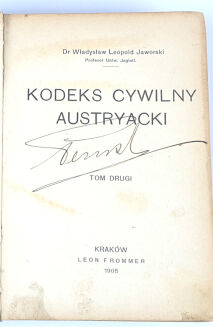 Dr Władysław Leopold Jaworski
Profesor Uniw. Jagiell.
KODEKS CYWILNY
AUSTRYACKI
TOM DRUGI
KRAKÓW
LEON FROMMER
1905